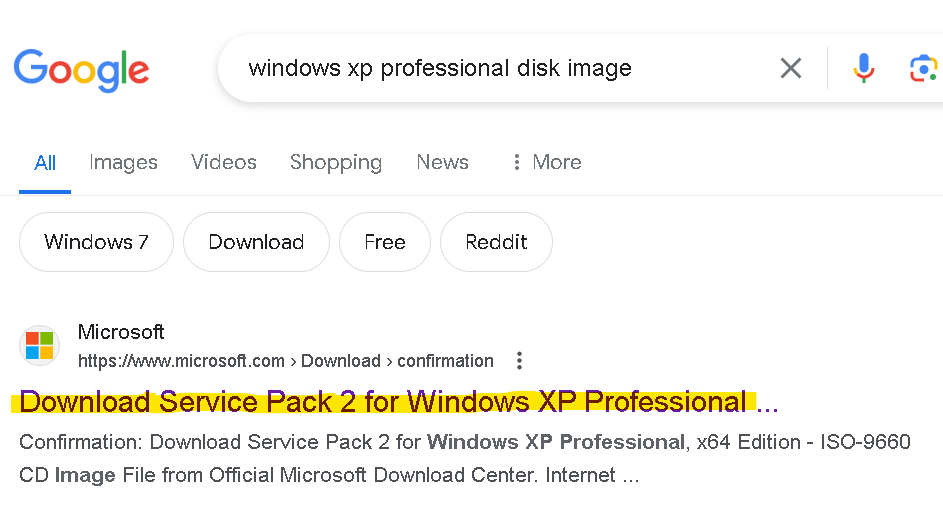 Google
windows xp professional disk image
All Images Videos Shopping News More
Windows 7 Download Free Reddit
Microsoft
https://www.microsoft.com › Download › confirmation
Download Service Pack 2 for Windows XP Professional ...
Confirmation: Download Service Pack 2 for Windows XP Professional, x64 Edition - ISO-9660
CD Image File from Official Microsoft Download Center. Internet ...